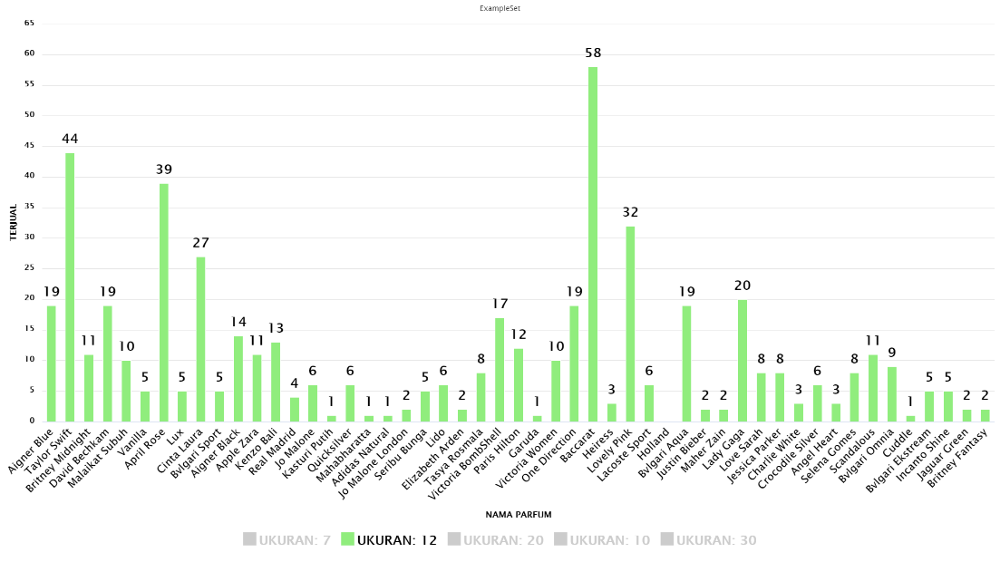 ExampleSet
65
60
55
50
45
40
35
30
25
20
15
10
5
0
TERJUAL
19 44 11 19 10 5 39 5 27 5 14 11 13 4 6 1 6 1 1 2 5 6 2 8 17 12 1 10 19 58 3 32 6 19 2 2 20 8 8 3 6 3 8 11 9 1 5 5 2 2
Aigner Blue
Taylor Swift
Britney Midnight
David Bechkam
Malaikat Subuh
Vanilla
April Rose
Lux
Cinta Laura
Bvlgari Sport
Aigner Black
Apple Zara
Kenzo Bali
Real Madrid
Jo Malone
Kasturi Putih
Quicksilver
Mahabharatta
Adidas Natural
Jo Malone London
Seribu Bunga
Lido
Elizabeth Arden
Tasya Rosmala
Victoria BombShell
Paris Hilton
Garuda
Victoria Women
One Direction
Baccarat
Heiress
Lovely Pink
Lacoste Sport
Holland
Bvlgari Aqua
Justin Bieber
Maher Zain
Lady Gaga
Love Sarah
Jessica Parker
Charlie White
Crocodile Silver
Angel Heart
Selena Gomes
Scandalous
Bvlgari Omnia
Cuddle
Bvlgari Ekstream
Incanto Shine
Jaguar Green
Britney Fantasy
NAMA PARFUM
UKURAN: 7 UKURAN: 12 UKURAN: 20 UKURAN: 10 UKURAN: 30